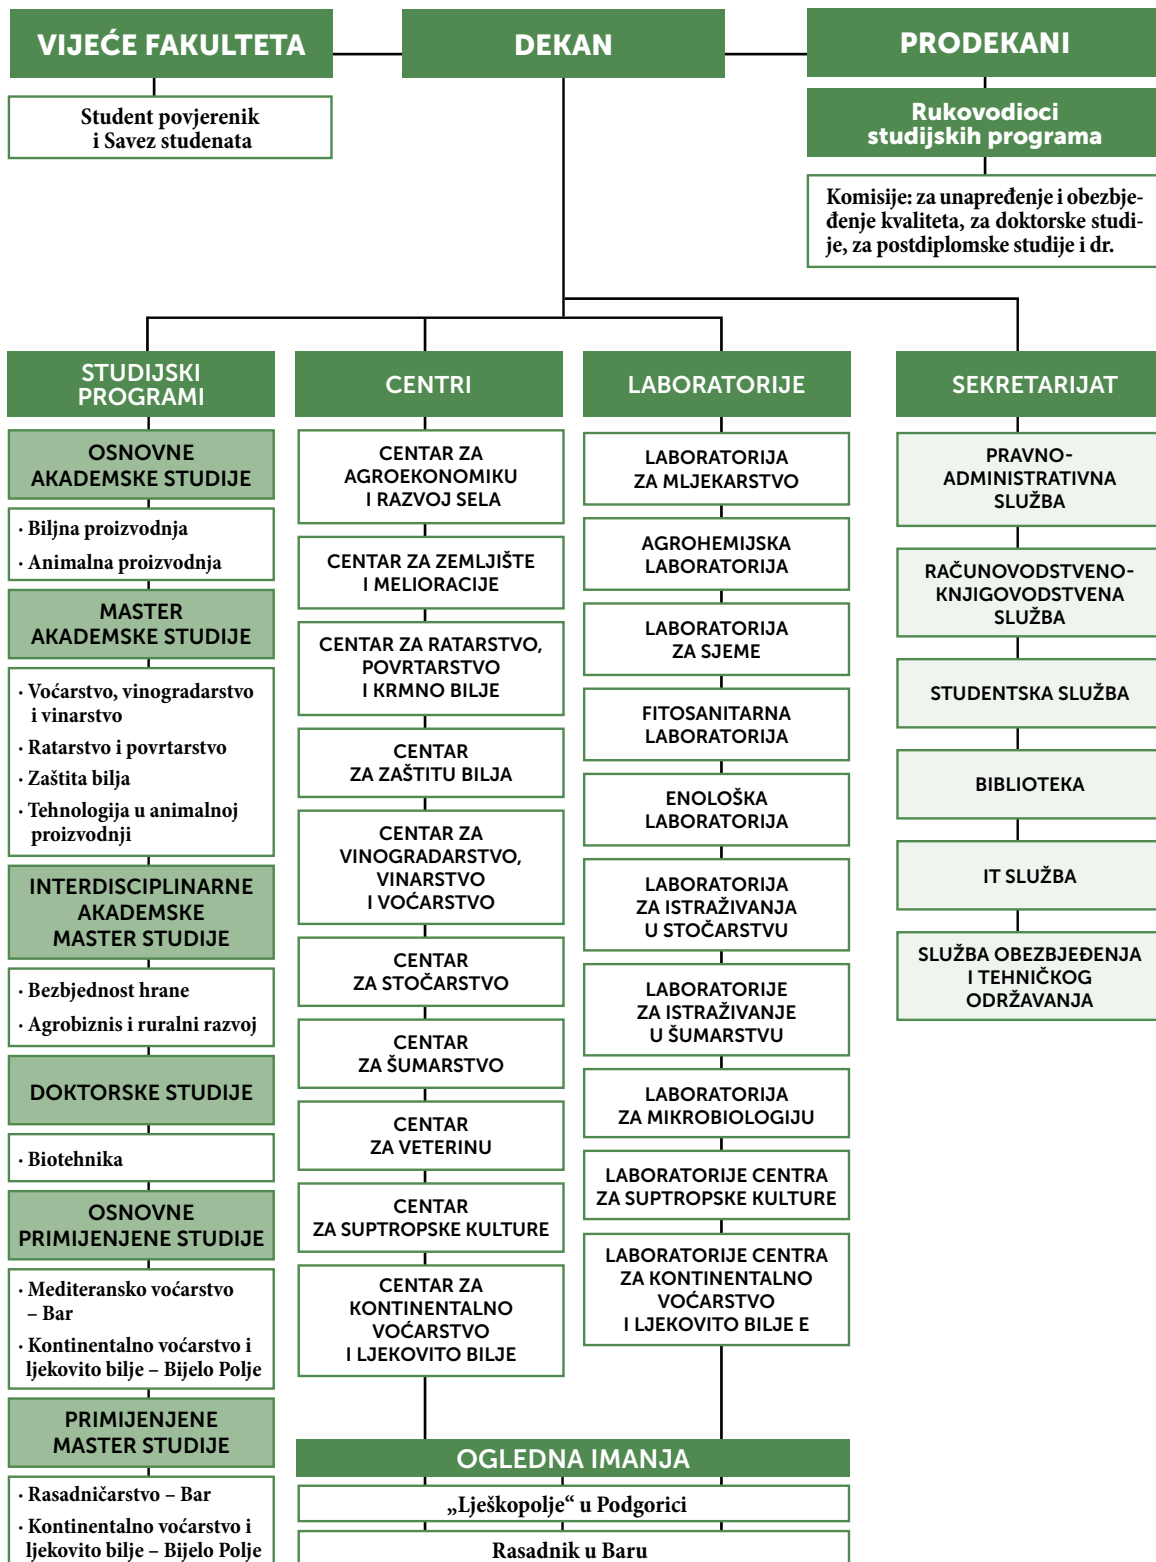 VIJEĆE FAKULTETA
DEKAN
PRODEKANI
Student povjerenik
i Savez studenata
Rukovodioci
studijskih programa
Komisije: za unapređenje i obezbje-
đenje kvaliteta, za doktorske studi-
je, za postdiplomske studije i dr.
STUDIJSKI
PROGRAMI
OSNOVNE
AKADEMSKE STUDIJE
· Biljna proizvodnja
· Animalna proizvodnja
MASTER
AKADEMSKE STUDIJE
· Voćarstvo, vinogradarstvo
i vinarstvo
· Ratarstvo i povrtarstvo
· Zaštita bilja
· Tehnologija u animalnoj
proizvodnji
INTERDISCIPLINARNE
AKADEMSKE
MASTER STUDIJE
· Bezbjednost hrane
· Agrobiznis i ruralni razvoj
DOKTORSKE STUDIJE
· Biotehnika
OSNOVNE
PRIMIJENJENE STUDIJE
· Mediteransko voćarstvo
– Bar
· Kontinentalno voćarstvo i
ljekovito bilje – Bijelo Polje
PRIMIJENJENE
MASTER STUDIJE
· Rasadničarstvo – Bar
· Kontinentalno voćarstvo i
ljekovito bilje – Bijelo Polje
CENTRI
CENTAR ZA
AGROEKONOMIKU
I RAZVOJ SELA
CENTAR ZA ZEMLJIŠTE
I MELIORACIJE
CENTAR ZA RATARSTVO,
POVRTARSTVO
I KRMNO BILJE
CENTAR
ZA ZAŠTITU BILJA
CENTAR ZA
VINOGRADARSTVO,
VINARSTVO
I VOĆARSTVO
CENTAR
ZA STOČARSTVO
CENTAR
ZA ŠUMARSTVO
CENTAR
ZA VETERINU
CENTAR
ZA SUPTROPSKE KULTURE
CENTAR ZA
KONTINENTALNO
VOĆARSTVO
I LJEKOVITO BILJE
LABORATORIJE
LABORATORIJA
ZA MLJEKARSTVO
AGROHEMIJSKA
LABORATORIJA
LABORATORIJA
ZA SJEME
FITOSANITARNA
LABORATORIJA
ENOLOŠKA
LABORATORIJA
LABORATORIJA
ZA ISTRAŽIVANJA
U STOČARSTVU
LABORATORIJE
ZA ISTRAŽIVANJE
U ŠUMARSTVU
LABORATORIJA
ZA MIKROBIOLOGIJU
LABORATORIJE CENTRA
ZA SUPTROPSKE KULTURE
LABORATORIJE CENTRA
ZA KONTINENTALNO
VOĆARSTVO
I LJEKOVITO BILJE E
OGLEDNA IMANJA
„Lješkopolje“ u Podgorici
Rasadnik u Baru
SEKRETARIJAT
PRAVNO-
ADMINISTRATIVNA
SLUŽBA
RAČUNOVODSTVENO-
KNJIGOVODSTVENA
SLUŽBA
STUDENTSKA SLUŽBA
BIBLIOTEKA
IT SLUŽBA
SLUŽBA OBEZBJEĐENJA
I TEHNIČKOG
ODRŽAVANJA